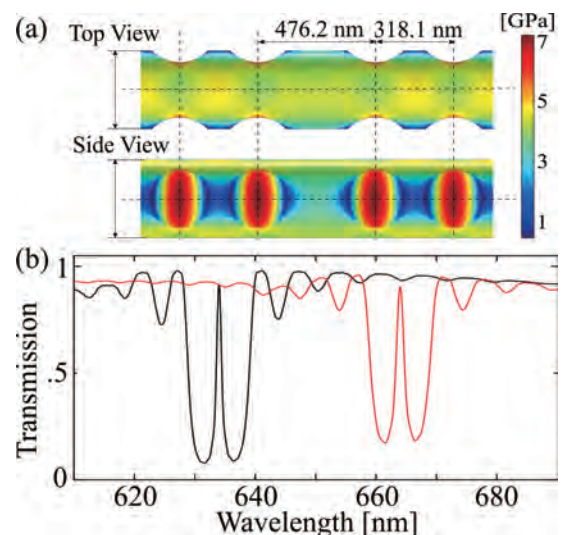 (a)
Top View
476.2 nm 318.1 nm
[GPa]
7
5
3
1
Side View
(b)
1
.5
0
Transmission
620 640 660 680
Wavelength [nm]